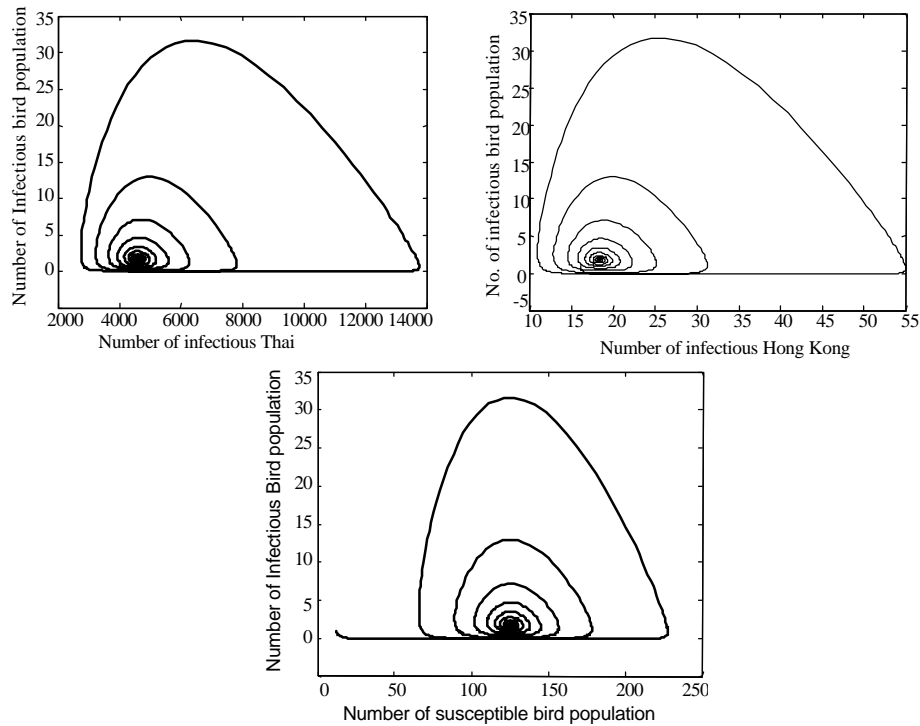 Number of Infectious bird population
35
30
25
20
15
10
5
0
2000 4000 6000 8000 10000 12000 14000
Number of infectious Thai
No. of infectious bird population
35
30
25
20
15
10
5
0
-5
10 15 20 25 30 35 40 45 50 55
Number of infectious Hong Kong
Number of Infectious Bird population
35
30
25
20
15
10
5
0
0 50 100 150 200 250
Number of susceptible bird population